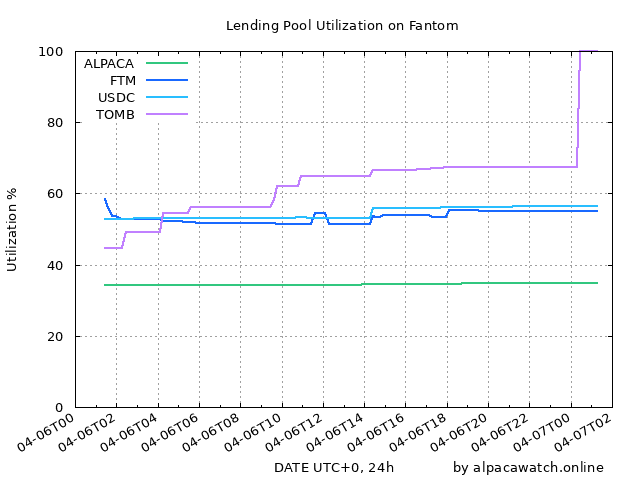 Lending Pool Utilization on Fantom
100
80
60
40
20
0
Utilization %
ALPACA
FTM
USDC
TOMB
04-06T00
04-06T02
04-06T04
04-06T06
04-06T08
04-06T10
04-06T12
04-06T14
04-06T16
04-06T18
04-06T20
04-06T22
04-07T00
04-07T02
DATE UTC+0, 24h
by alpacawatch.online